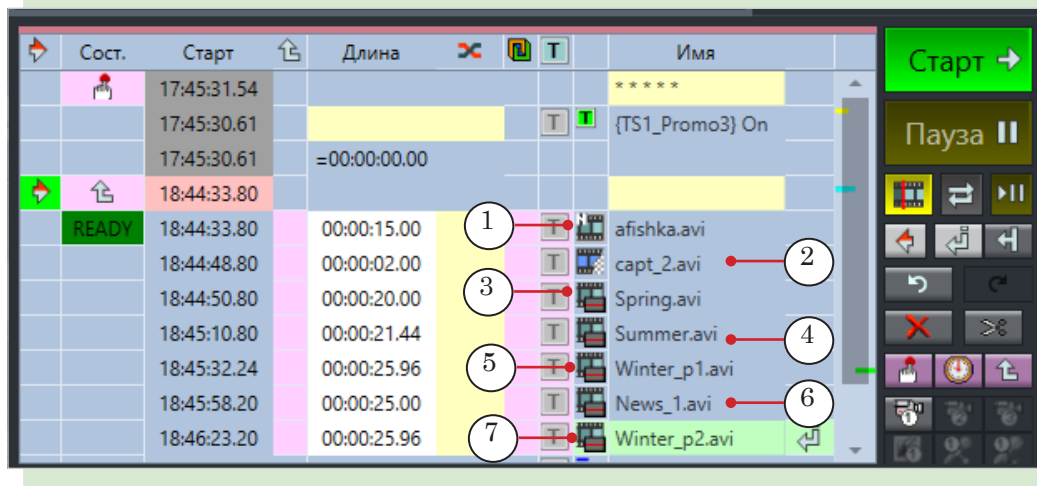 Сост. Старт Длина T Имя
17:45:31.54 * * * * *
17:45:30.61 T T {TS1_Promo3} On
17:45:30.61 =00:00:00.00
18:44:33.80
READY 18:44:33.80 00:00:15.00 1 T N afishka.avi
18:44:48.80 00:00:02.00 T capt_2.avi 2
18:44:50.80 00:00:20.00 3 T Spring.avi
18:45:10.80 00:00:21.44 T Summer.avi 4
18:45:32.24 00:00:25.96 5 T Winter_p1.avi
18:45:58.20 00:00:25.00 T News_1.avi 6
18:46:23.20 00:00:25.96 7 T Winter_p2.avi
Старт
Пауза